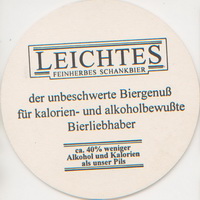 LEICHTES
FEINHERBES SCHANKBIER
der unbeschwerte Biergenuß
für kalorien- und alkoholbewußte
Bierliebhaber
ca. 40% weniger
Alkohol und Kalorien
als unser Pils